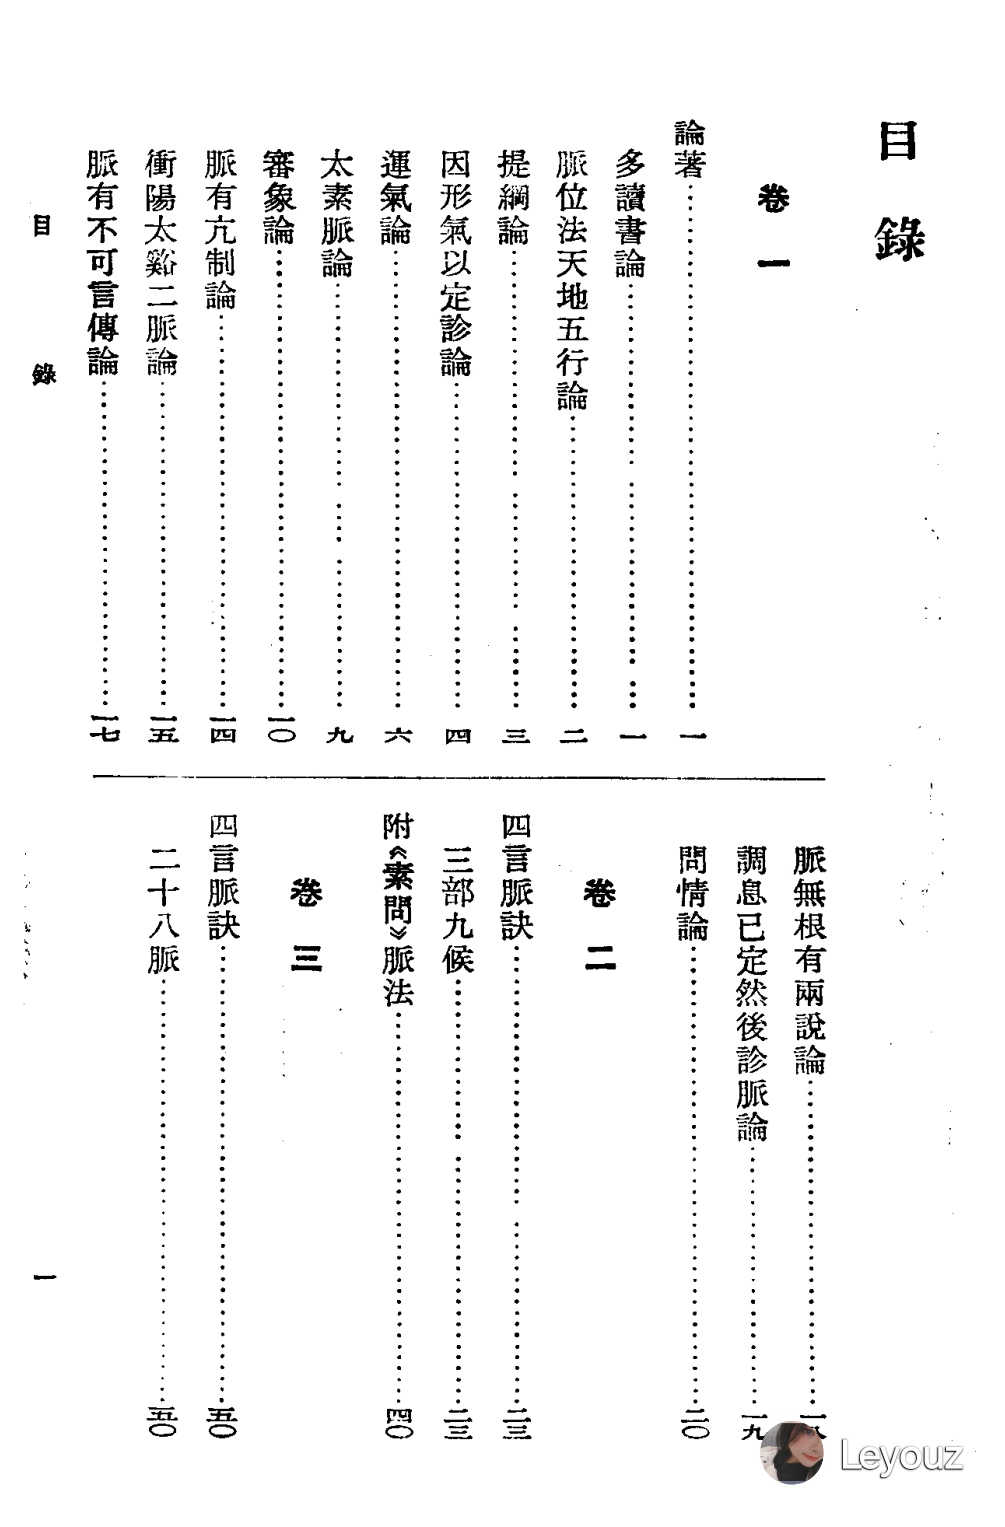 目錄
卷一
論著……一
多讀書論……一
脈位法天地五行論……二
提綱論……三
因形氣以定診論……四
運氣論……六
太素脈論……九
審象論……一〇
脈有亢制論……一四
衝陽太谿二脈論……一五
脈有不可言傳論……一七
脈無根有兩說論……一八
調息已定然後診脈論……一九
問情論……二〇
卷二
四言脈訣……二三
三部九候……二三
附《素問》脈法……四〇
卷三
四言脈訣……五〇
二十八脈……五〇
目錄
一
Leyouz